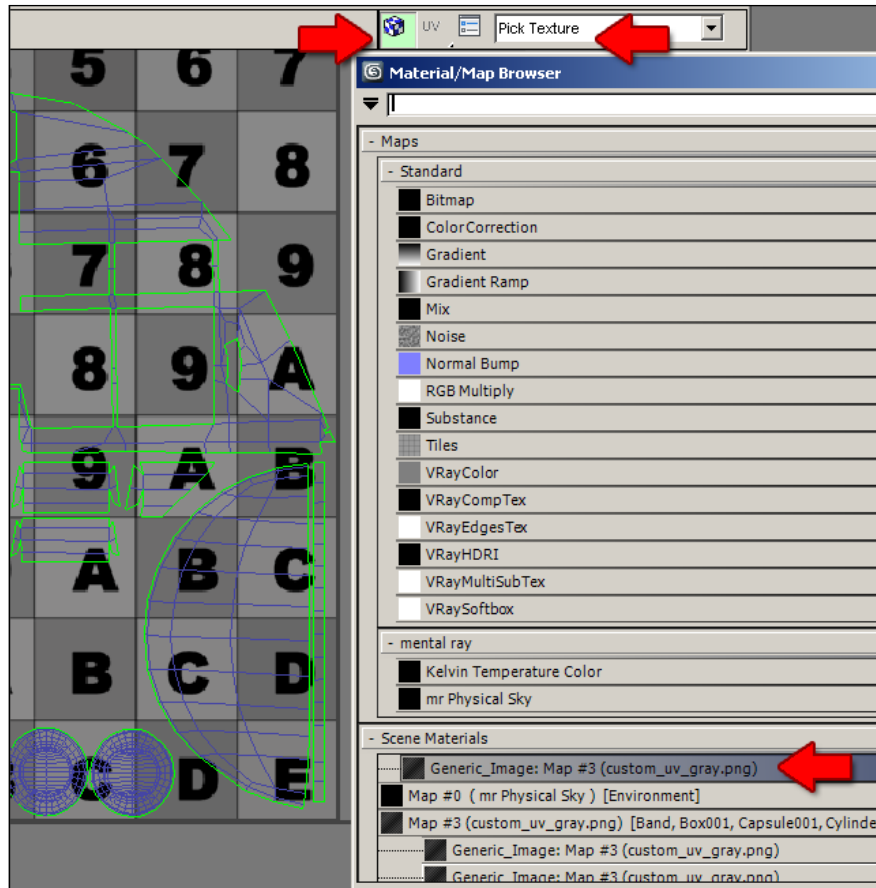 UV Pick Texture
Material/Map Browser
- Maps
- Standard
Bitmap
ColorCorrection
Gradient
Gradient Ramp
Mix
Noise
Normal Bump
RGB Multiply
Substance
Tiles
VRayColor
VRayCompTex
VRayEdgesTex
VRayHDRI
VRayMultiSubTex
VRaySoftbox
- mental ray
Kelvin Temperature Color
mr Physical Sky
- Scene Materials
Generic_Image: Map #3 (custom_uv_gray.png)
Map #0 ( mr Physical Sky ) [Environment]
Map #3 (custom_uv_gray.png) [Band, Box001, Capsule001, Cylinde
Generic_Image: Map #3 (custom_uv_gray.png)
Generic_Image: Map #3 (custom_uv_gray.png)
5 6 7
6 7 8
7 8 9
8 9 A
9 A B
A B C
B C D
C D E